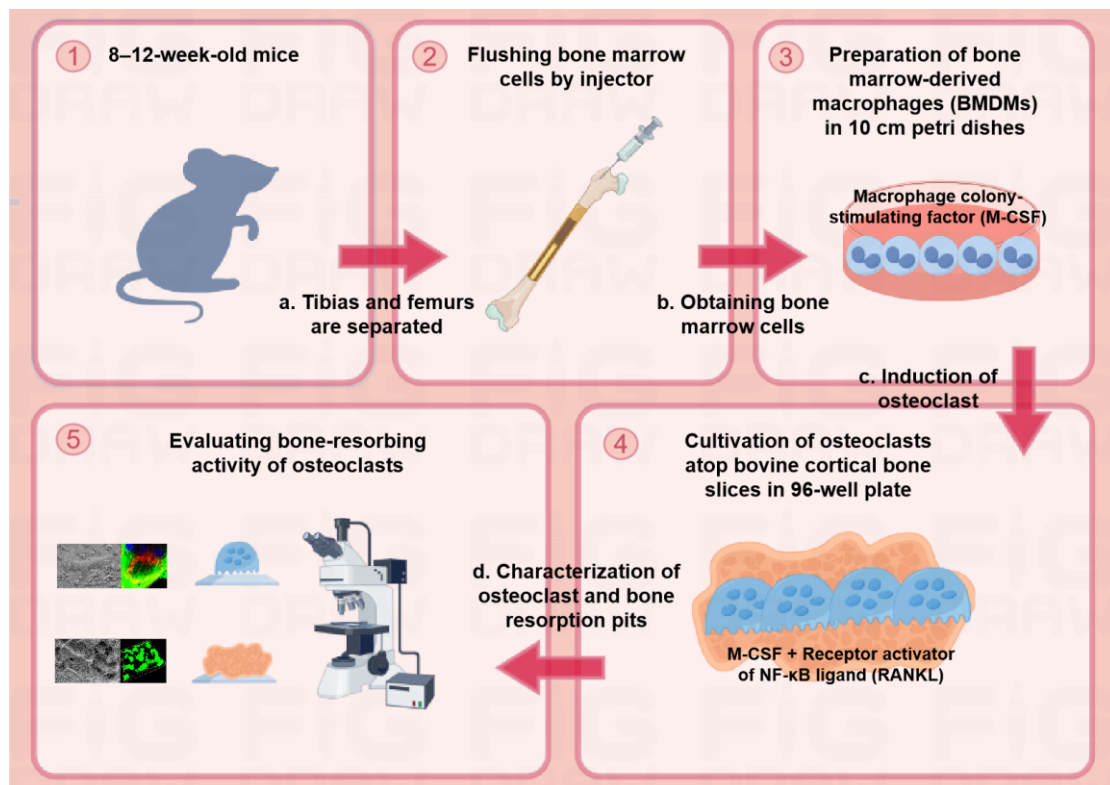 1
8–12-week-old mice
2
Flushing bone marrow
cells by injector
3
Preparation of bone
marrow-derived
macrophages (BMDMs)
in 10 cm petri dishes
Macrophage colony-
stimulating factor (M-CSF)
a. Tibias and femurs
are separated
b. Obtaining bone
marrow cells
c. Induction of
osteoclast
4
Cultivation of osteoclasts
atop bovine cortical bone
slices in 96-well plate
M-CSF + Receptor activator
of NF-κB ligand (RANKL)
d. Characterization of
osteoclast and bone
resorption pits
5
Evaluating bone-resorbing
activity of osteoclasts
FIG
DRAW